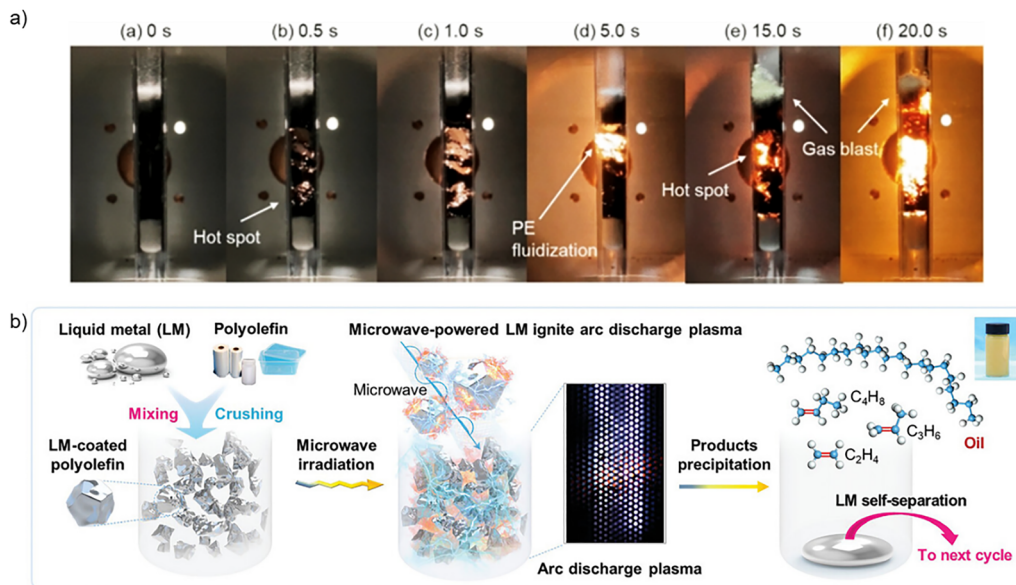 a)
(a) 0 s
(b) 0.5 s
(c) 1.0 s
(d) 5.0 s
(e) 15.0 s
(f) 20.0 s
Hot spot
PE
fluidization
Hot spot
Gas blast
b)
Liquid metal (LM)
Polyolefin
Mixing
Crushing
LM-coated
polyolefin
Microwave
irradiation
Microwave-powered LM ignite arc discharge plasma
Microwave
Arc discharge plasma
Products
precipitation
C4H8
C3H6
C2H4
Oil
LM self-separation
To next cycle